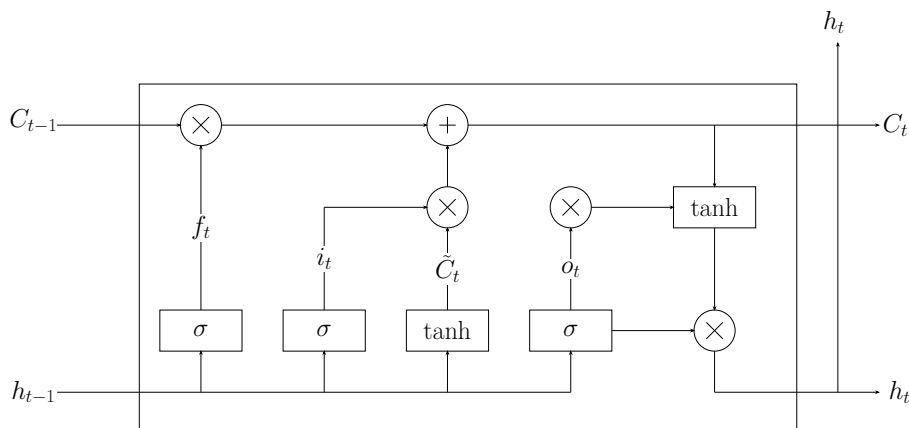 h_t
C_{t-1} × + C_t
× × tanh
f_t
i_t C̃_t o_t
σ σ tanh σ ×
h_{t-1} h_t